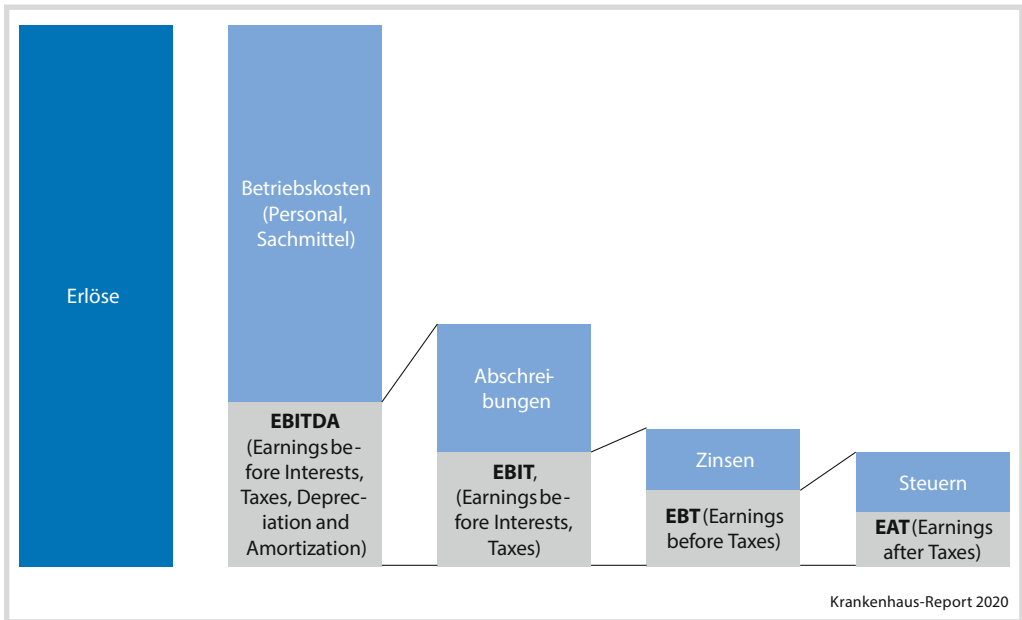 Erlöse
Betriebskosten
(Personal,
Sachmittel)
EBITDA
(Earnings be-
fore Interests,
Taxes, Deprec-
iation and
Amortization)
Abschrei-
bungen
EBIT,
(Earnings be-
fore Interests,
Taxes)
Zinsen
EBT (Earnings
before Taxes)
Steuern
EAT (Earnings
after Taxes)
Krankenhaus-Report 2020